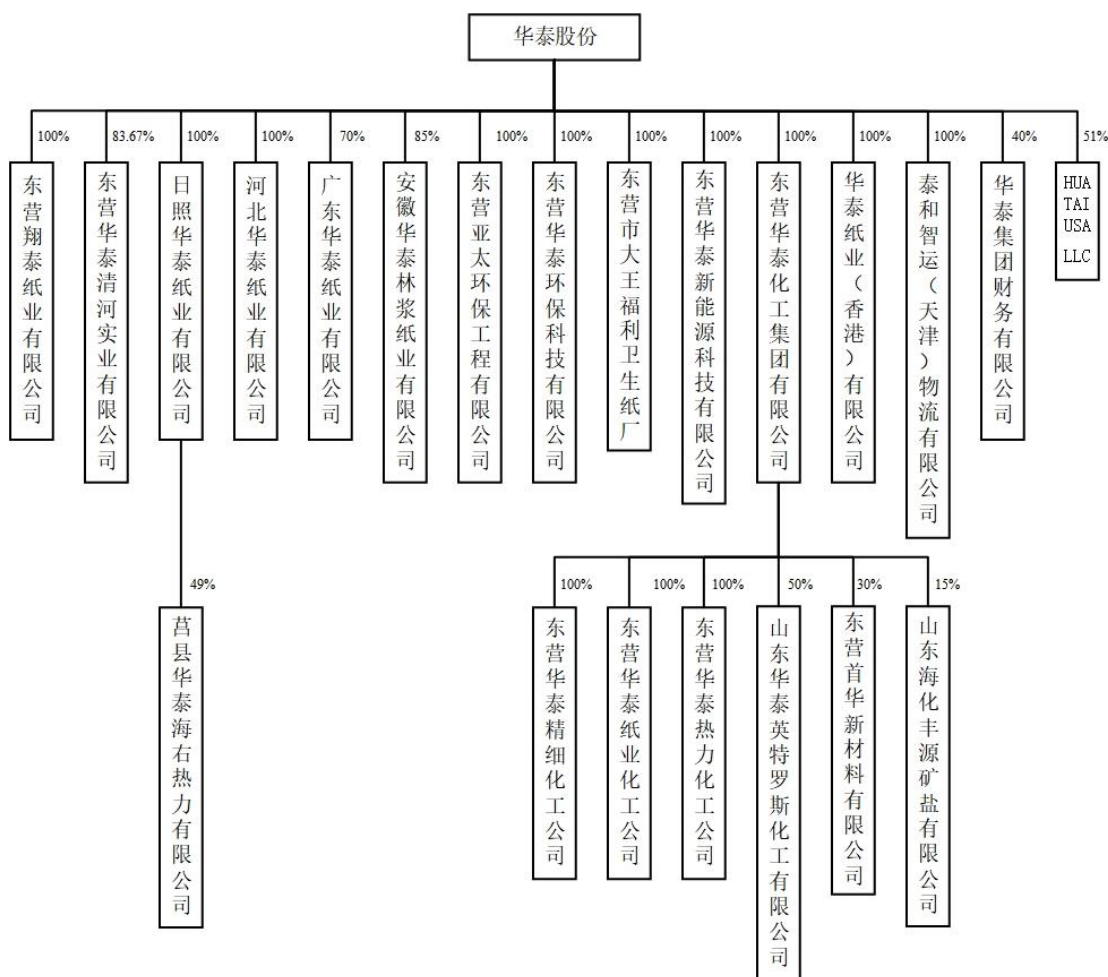 华泰股份
100%
83.67%
100%
100%
70%
85%
100%
100%
100%
100%
100%
100%
100%
40%
51%
东营翔泰纸业有限公司
东营华泰清河实业有限公司
日照华泰纸业有限公司
河北华泰纸业有限公司
广东华泰纸业有限公司
安徽华泰林浆纸业有限公司
东营亚太环保工程有限公司
东营华泰环保科技有限公司
东营市大王福利卫生纸厂
东营华泰新能源科技有限公司
东营华泰化工集团有限公司
华泰纸业（香港）有限公司
泰和智运（天津）物流有限公司
华泰集团财务有限公司
HUA
TAI
USA
LLC
49%
100%
100%
100%
50%
30%
15%
莒县华泰海右热力有限公司
东营华泰精细化工公司
东营华泰纸业化工公司
东营华泰热力化工公司
山东华泰英特罗斯化工有限公司
东营首华新材料有限公司
山东海化丰源矿盐有限公司